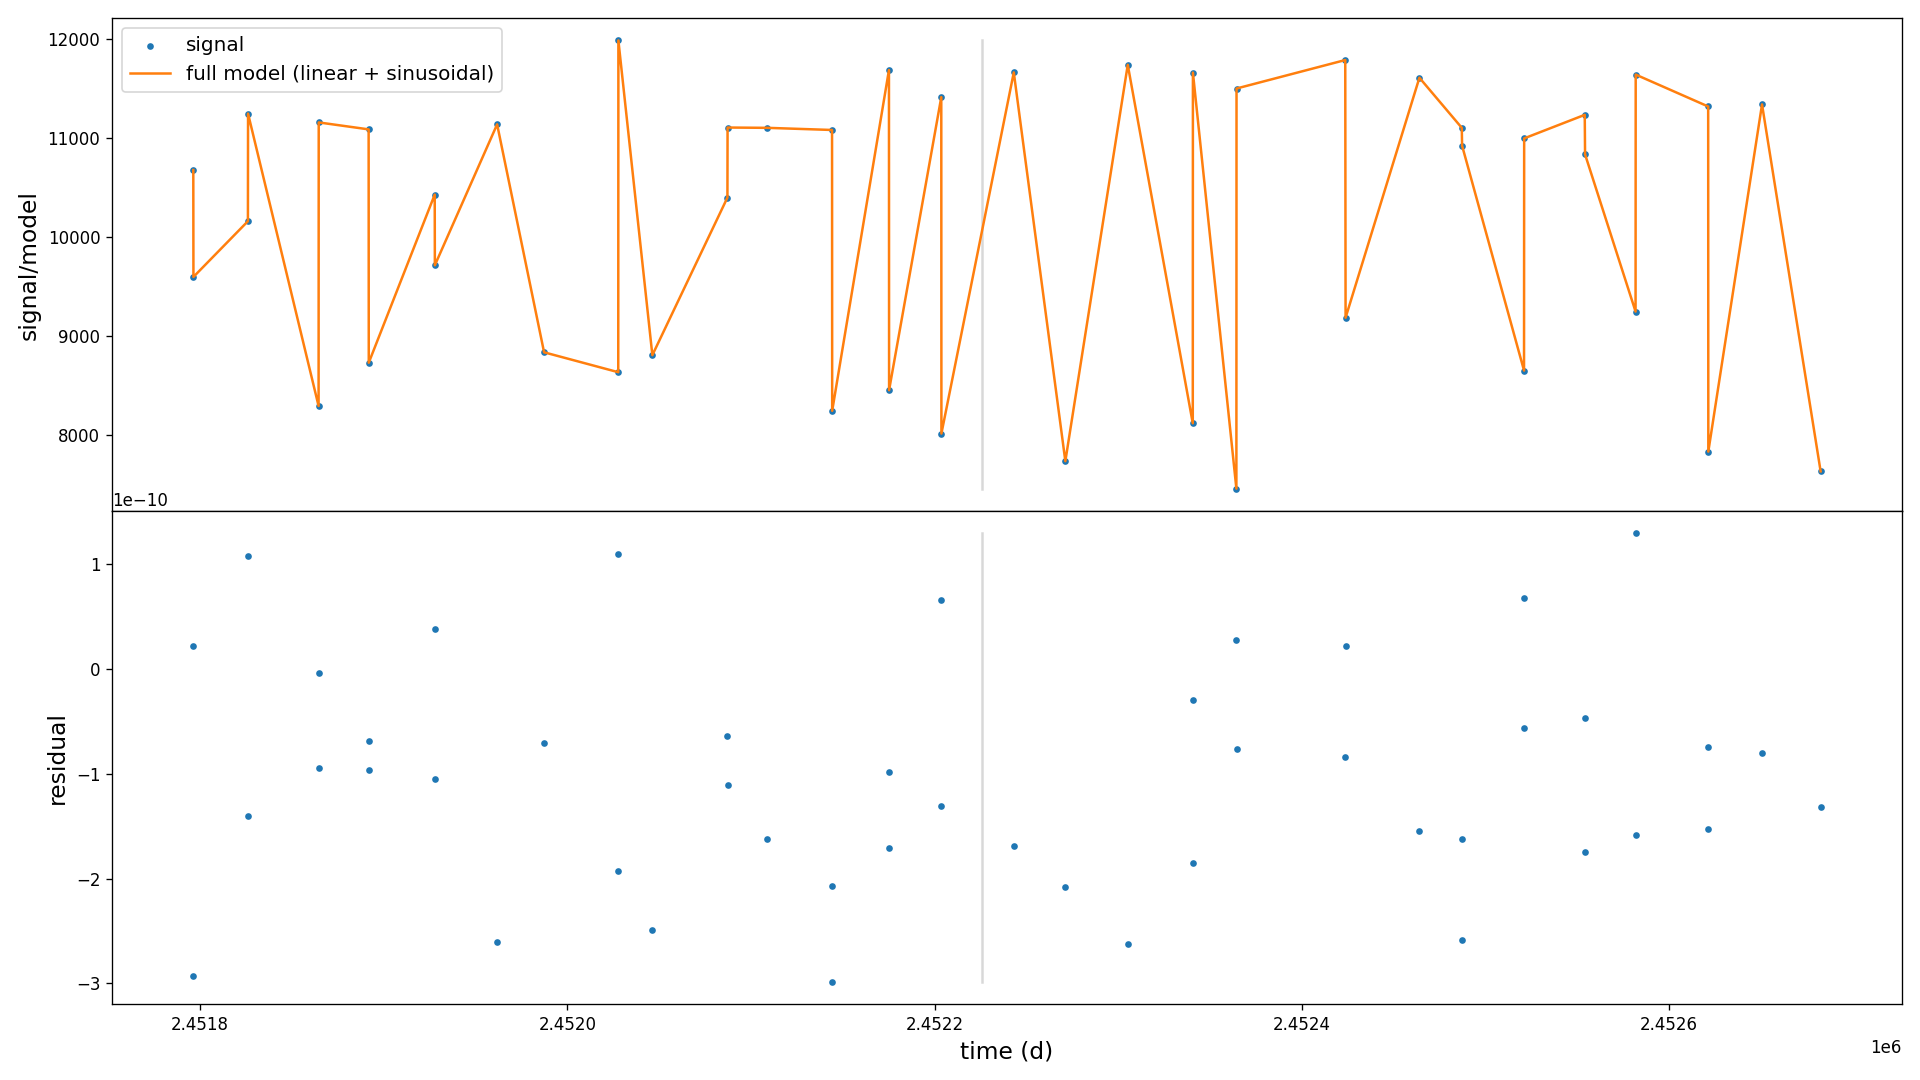 12000
11000
10000
9000
8000
signal/model
signal
full model (linear + sinusoidal)
1e−10
1
0
−1
−2
−3
residual
2.4518
2.4520
2.4522
2.4524
2.4526
time (d)
1e6